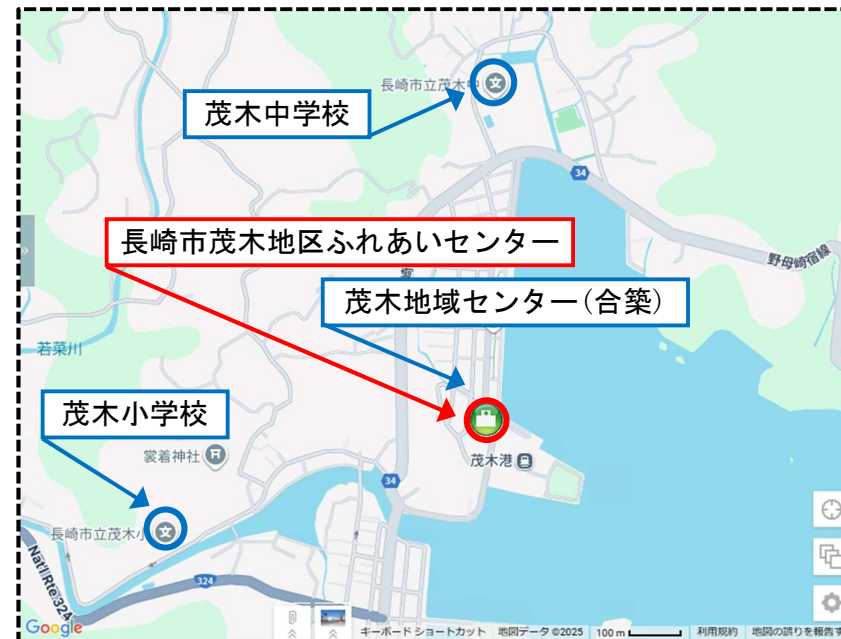 長崎市立茂木中
茂木中学校
34
長崎市茂木地区ふれあいセンター
野母崎宿線
茂木地域センター（合築）
若菜川
茂木小学校
裳着神社
茂木港
34
長崎市立茂木小
Nat'l Rte 324
324
Google
キーボード ショートカット 地図データ ©2025 100 m 利用規約 地図の誤りを報告す